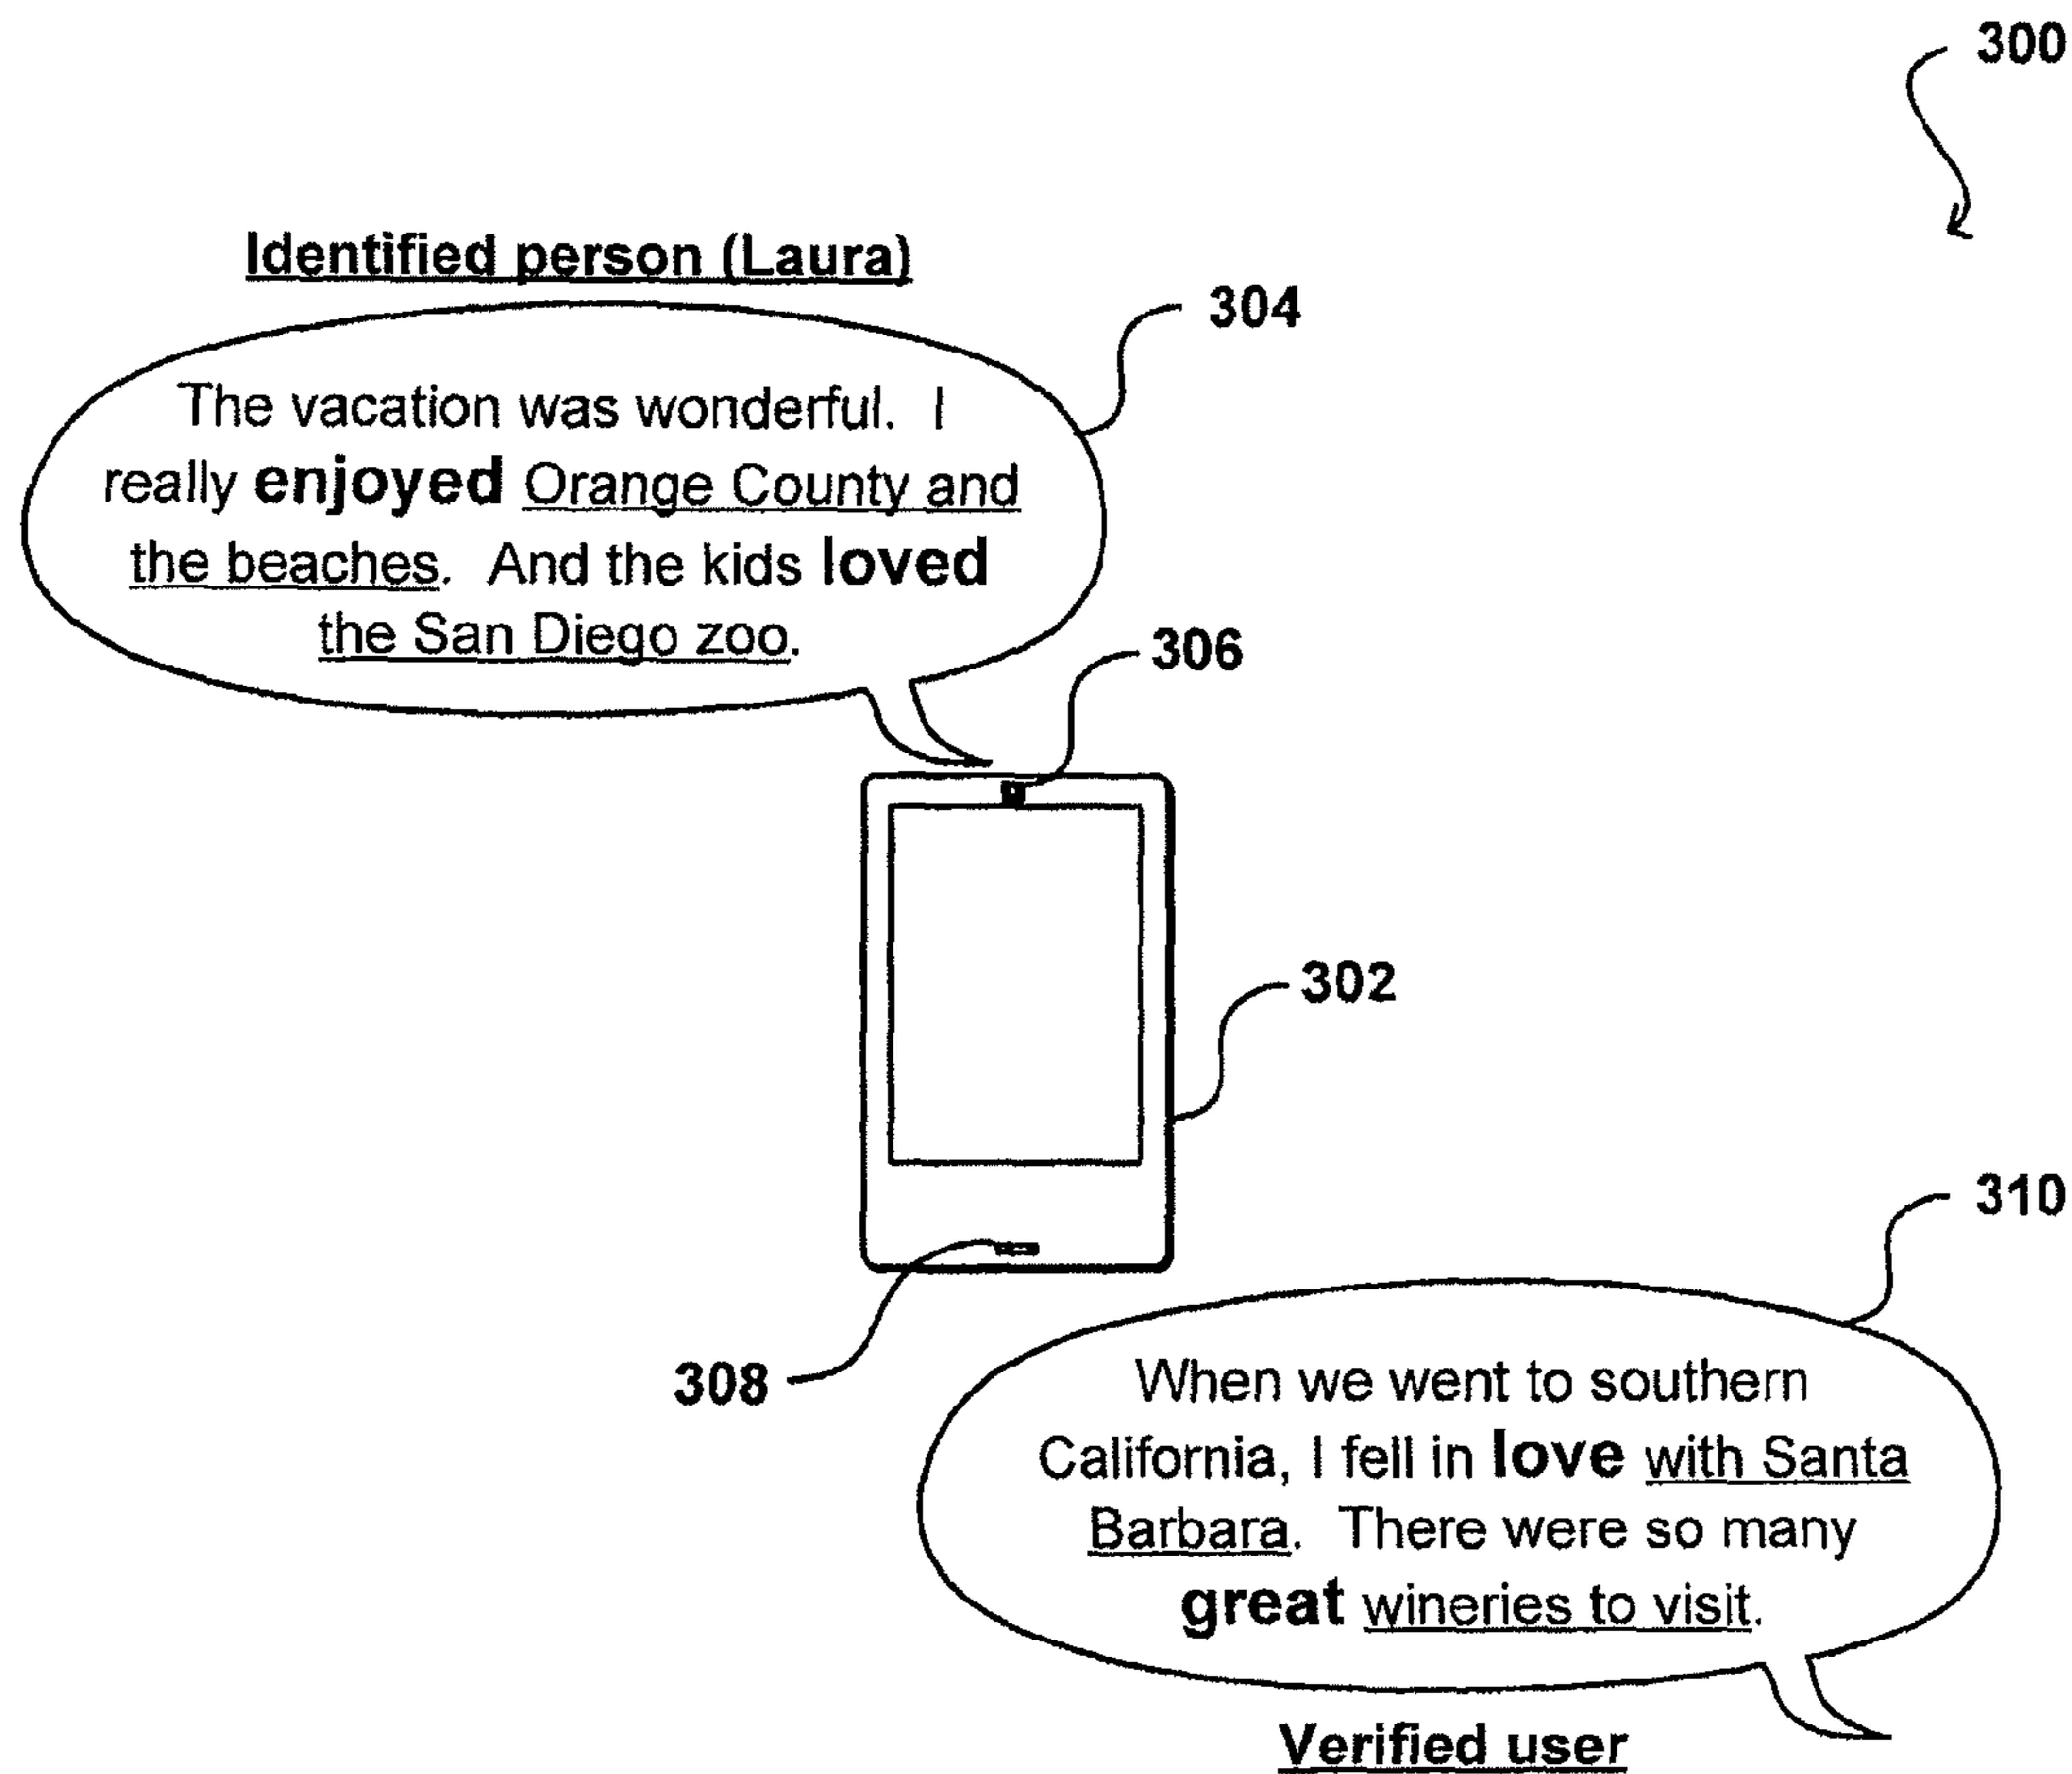 300
Identified person (Laura)
304
The vacation was wonderful. I
really enjoyed Orange County and
the beaches. And the kids loved
the San Diego zoo.
306
302
310
308
When we went to southern
California, I fell in love with Santa
Barbara. There were so many
great wineries to visit.
Verified user